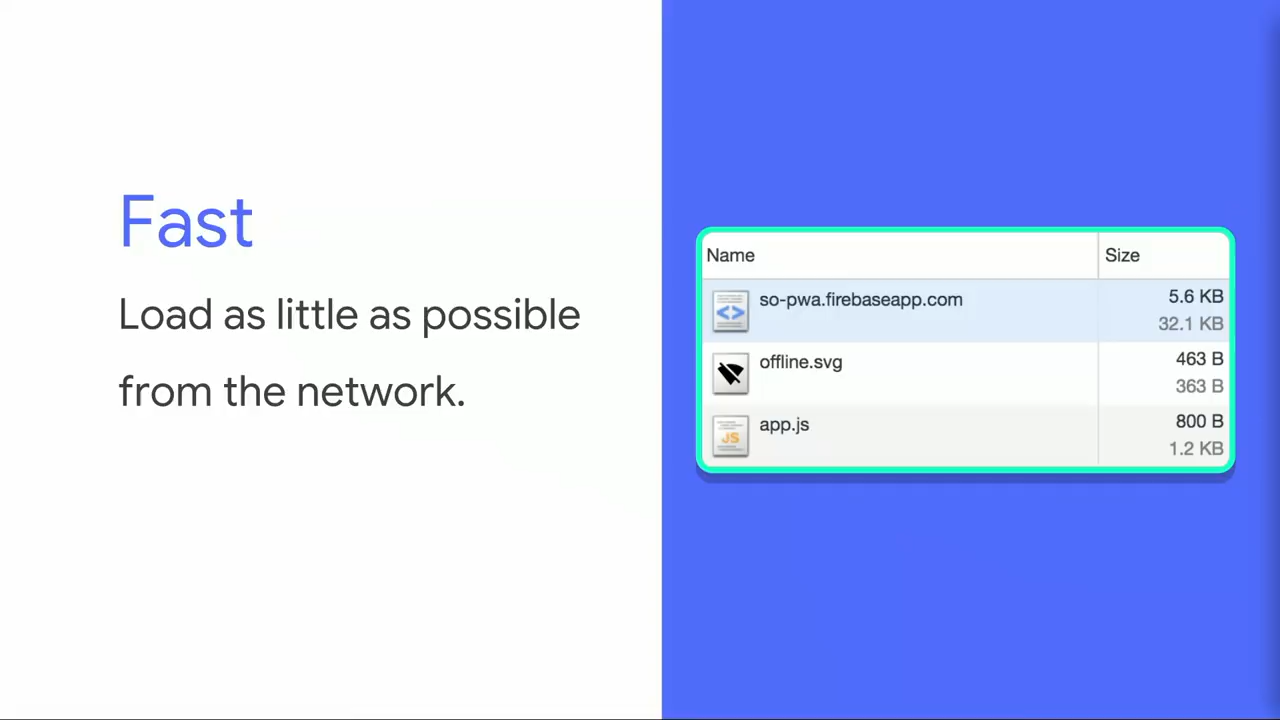 Fast
Load as little as possible
from the network.
Name Size
so-pwa.firebaseapp.com 5.6 KB
32.1 KB
offline.svg 463 B
363 B
app.js 800 B
1.2 KB
JS